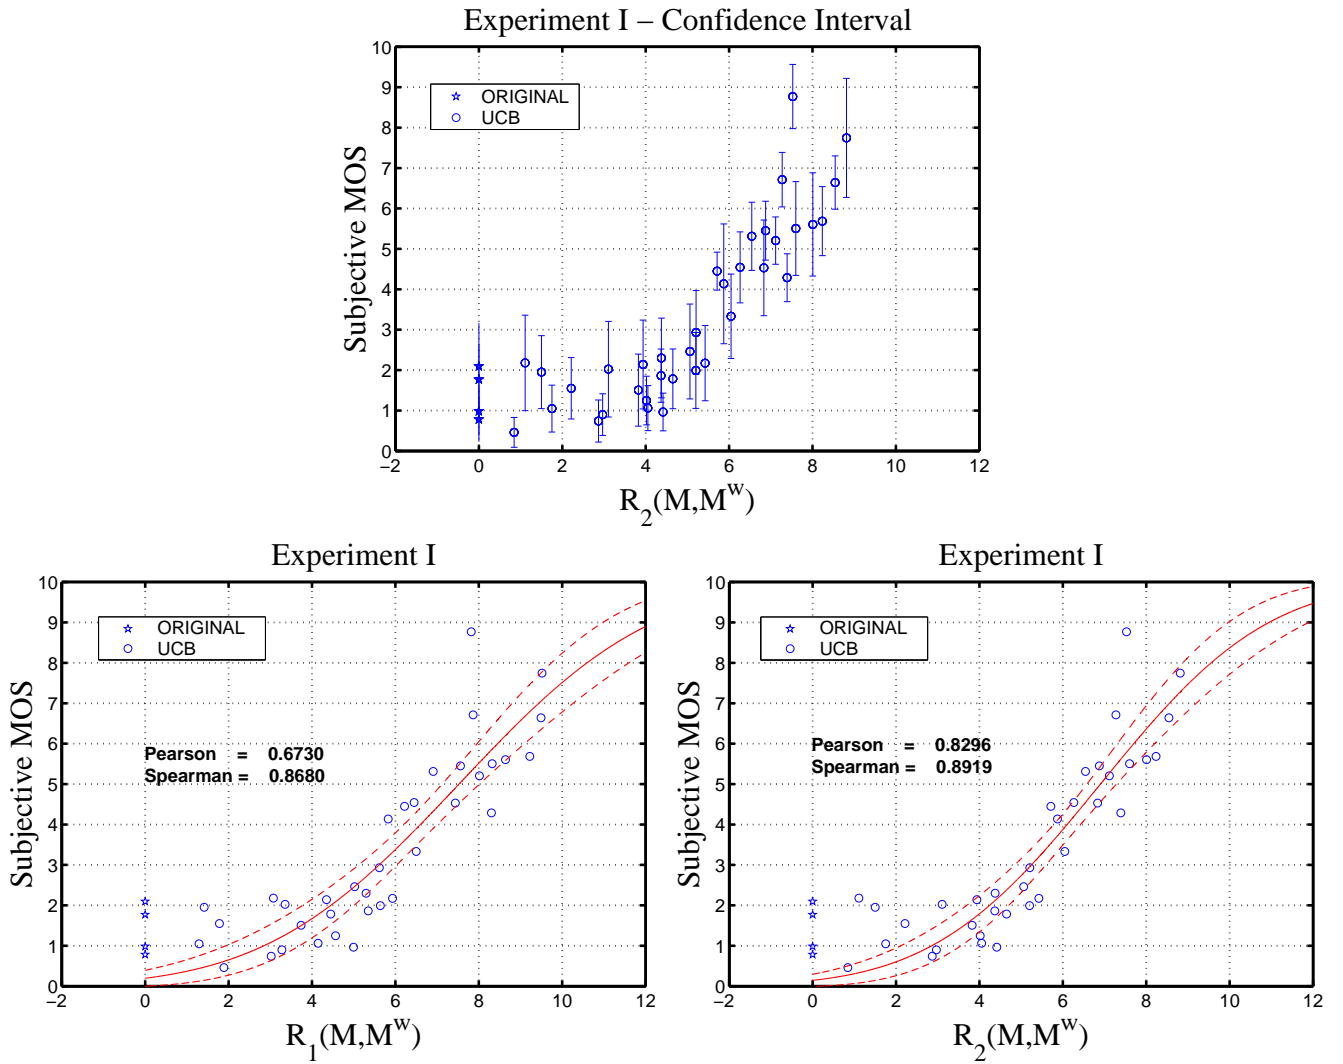 Experiment I – Confidence Interval
10
9
8
7
6
5
4
3
2
1
0
Subjective MOS
ORIGINAL
UCB
−2 0 2 4 6 8 10 12
R2(M,Mw)
Experiment I
10
9
8
7
6
5
4
3
2
1
0
Subjective MOS
ORIGINAL
UCB
Pearson = 0.6730
Spearman = 0.8680
−2 0 2 4 6 8 10 12
R1(M,Mw)
Experiment I
10
9
8
7
6
5
4
3
2
1
0
Subjective MOS
ORIGINAL
UCB
Pearson = 0.8296
Spearman = 0.8919
−2 0 2 4 6 8 10 12
R2(M,Mw)